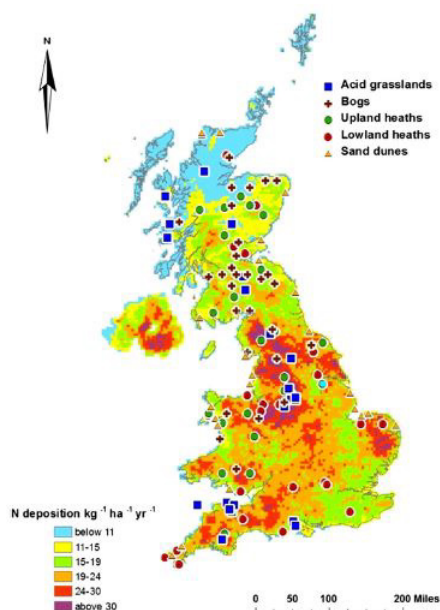 N
Acid grasslands
Bogs
Upland heaths
Lowland heaths
Sand dunes
N deposition kg ⁻¹ ha ⁻¹ yr ⁻¹
below 11
11-15
15-19
19-24
24-30
above 30
0 50 100 200 Miles